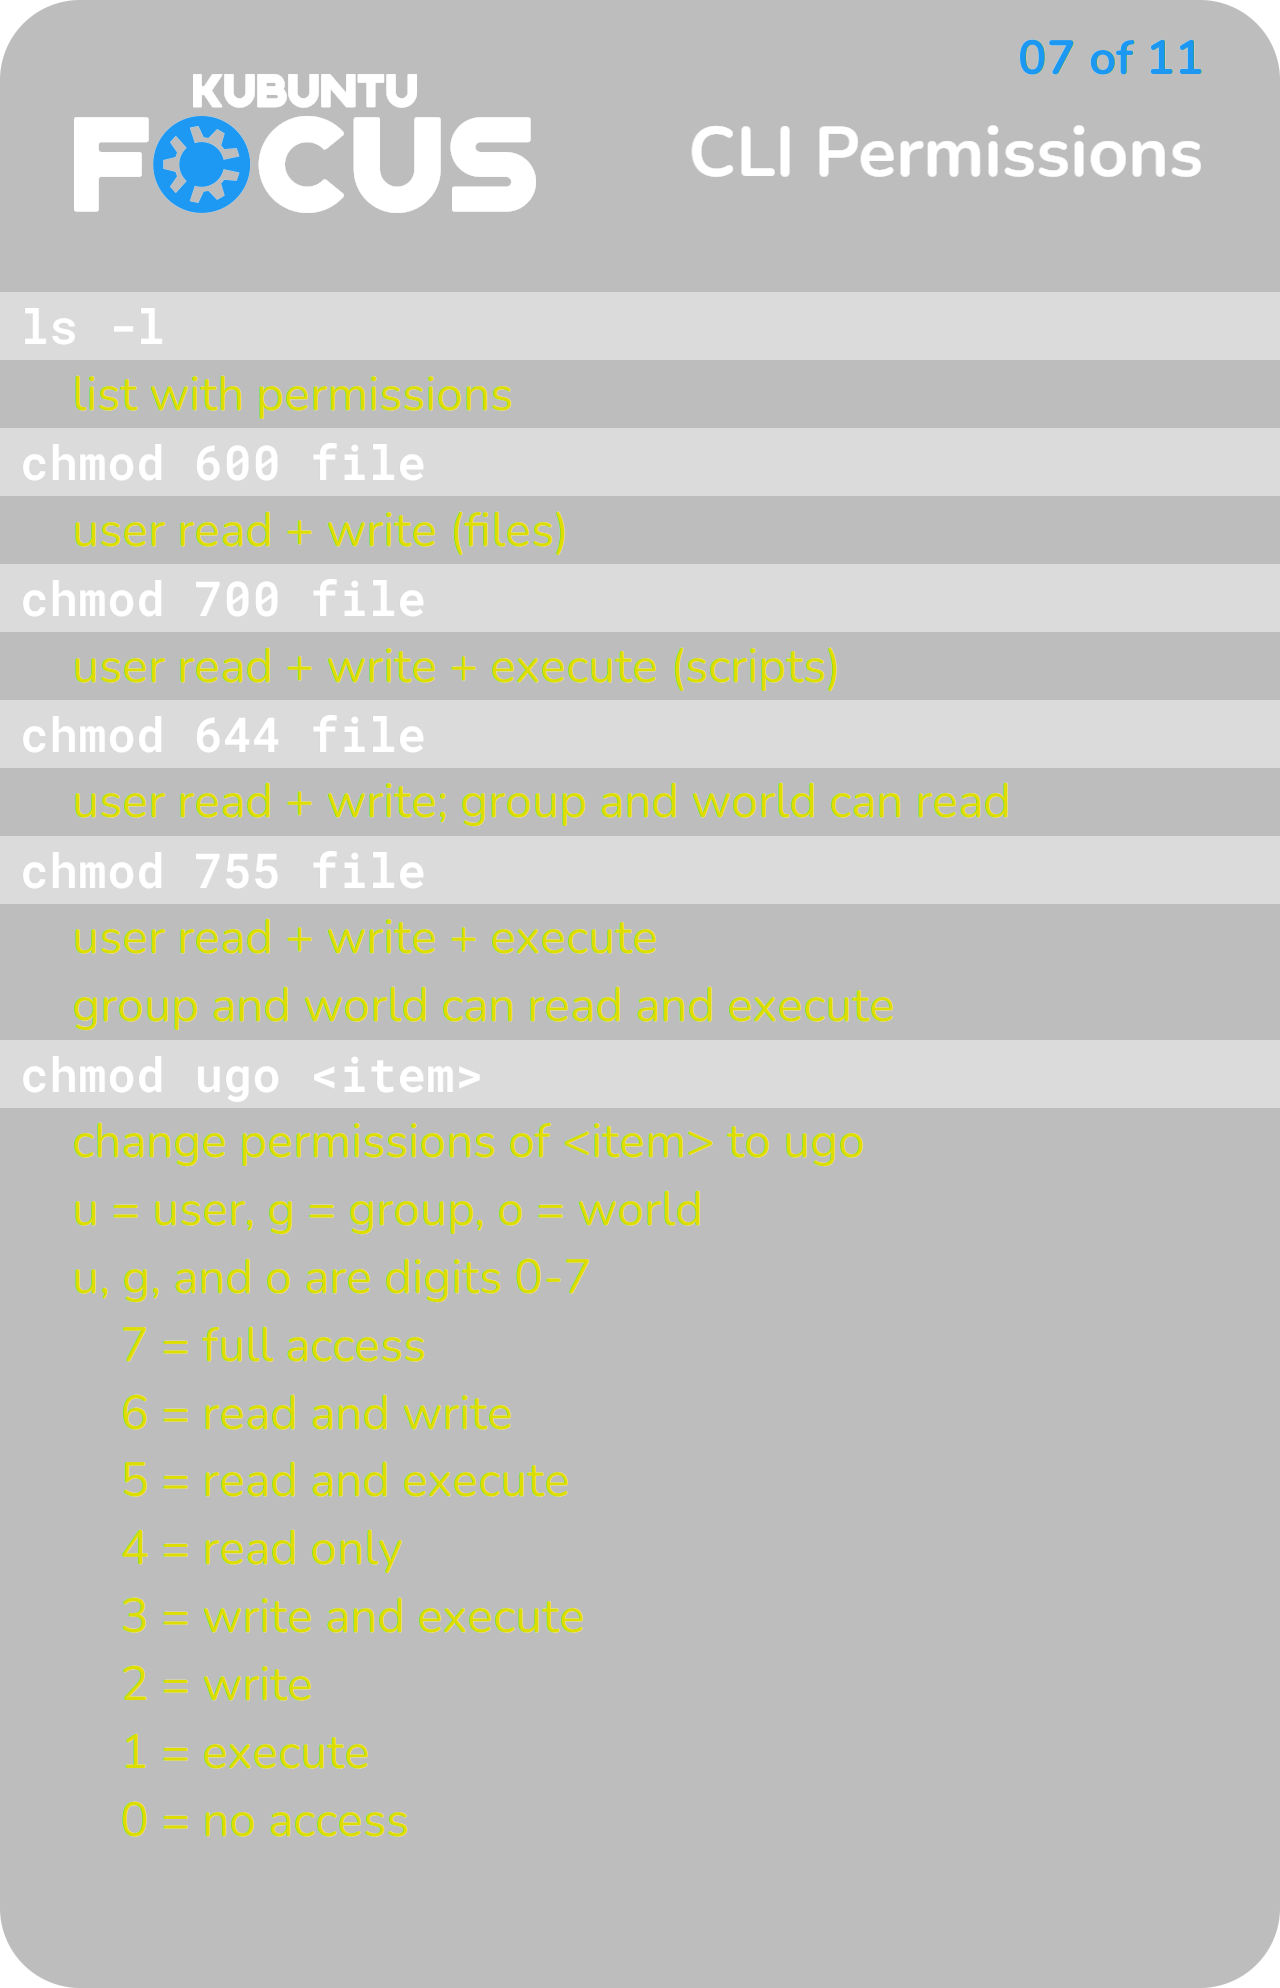 07 of 11
KUBUNTU
FOCUS
CLI Permissions
ls -l
list with permissions
chmod 600 file
user read + write (files)
chmod 700 file
user read + write + execute (scripts)
chmod 644 file
user read + write; group and world can read
chmod 755 file
user read + write + execute
group and world can read and execute
chmod ugo <item>
change permissions of <item> to ugo
u = user, g = group, o = world
u, g, and o are digits 0-7
7 = full access
6 = read and write
5 = read and execute
4 = read only
3 = write and execute
2 = write
1 = execute
0 = no access